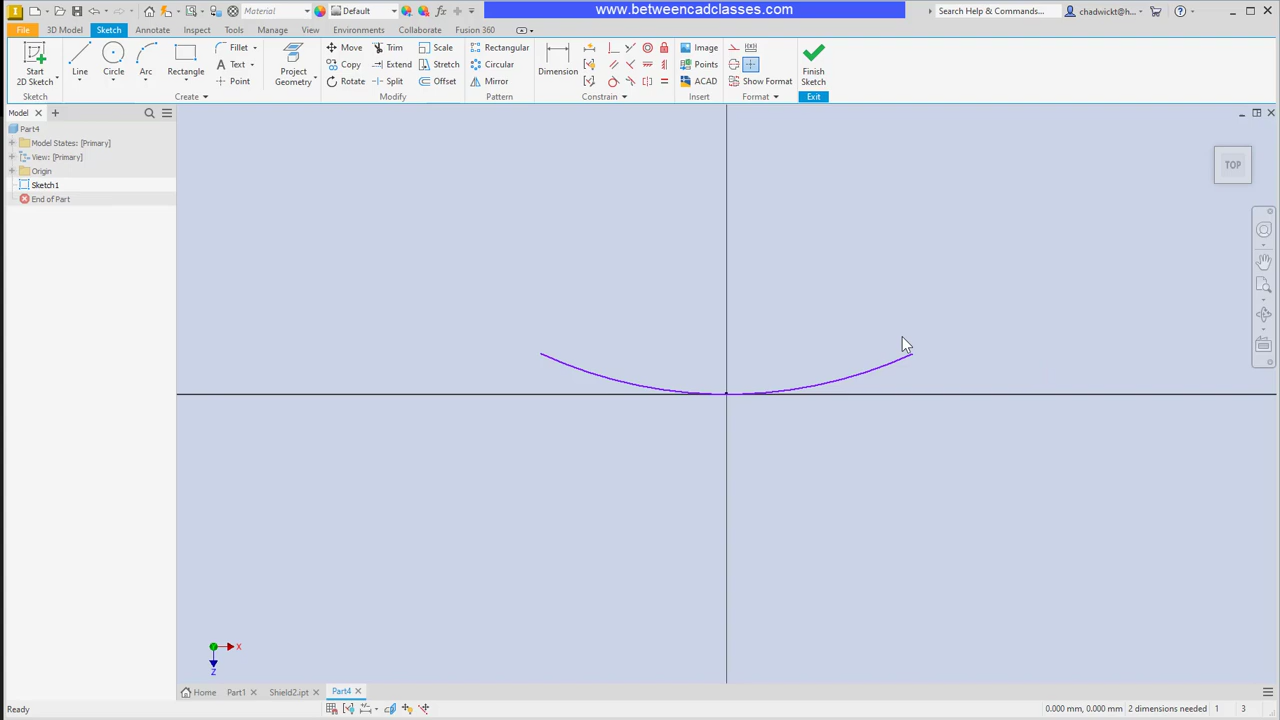 Material
Default
www.betweencadclasses.com
Search Help & Commands...
chadwickt@h...
File
3D Model
Sketch
Annotate
Inspect
Tools
Manage
View
Environments
Collaborate
Fusion 360
Start
2D Sketch
Line
Circle
Arc
Rectangle
Fillet
Text
Point
Project
Geometry
Move
Copy
Rotate
Trim
Extend
Split
Scale
Stretch
Offset
Rectangular
Circular
Mirror
Dimension
Image
Points
ACAD
Show Format
Finish
Sketch
Sketch
Create
Modify
Pattern
Constrain
Insert
Format
Exit
Model
Part4
Model States: [Primary]
View: [Primary]
Origin
Sketch1
End of Part
TOP
X
Z
Home
Part1
Shield2.ipt
Part4
Ready
0.000 mm, 0.000 mm
2 dimensions needed
1
3